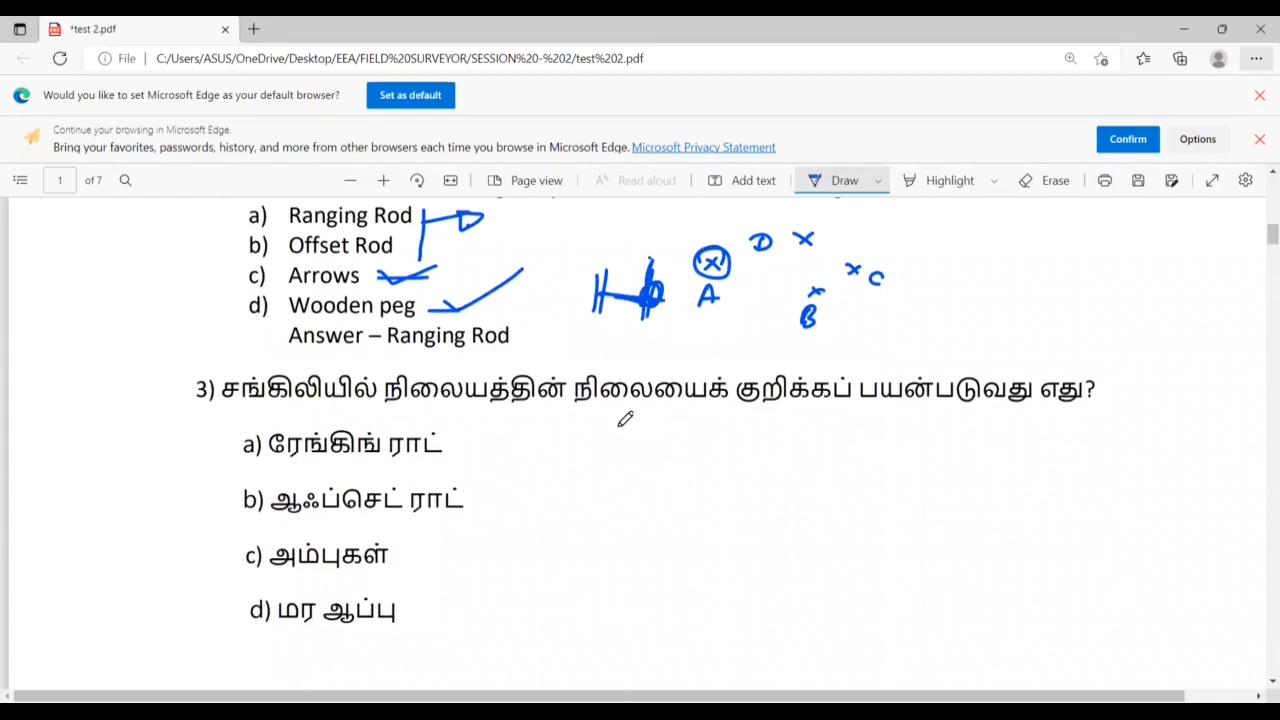 *test 2.pdf
File
C:/Users/ASUS/OneDrive/Desktop/EEA/FIELD%20SURVEYOR/SESSION%20-%202/test%202.pdf
Would you like to set Microsoft Edge as your default browser?
Set as default
Continue your browsing in Microsoft Edge.
Bring your favorites, passwords, history, and more from other browsers each time you browse in Microsoft Edge. Microsoft Privacy Statement
Confirm
Options
1 of 7
Page view
Read aloud
Add text
Draw
Highlight
Erase
a) Ranging Rod
b) Offset Rod
c) Arrows
d) Wooden peg
Answer – Ranging Rod
D
A
C
B
3) சங்கிலியில் நிலையத்தின் நிலையைக் குறிக்கப் பயன்படுவது எது?
a) ரேங்கிங் ராட்
b) ஆஃப்செட் ராட்
c) அம்புகள்
d) மர ஆப்பு